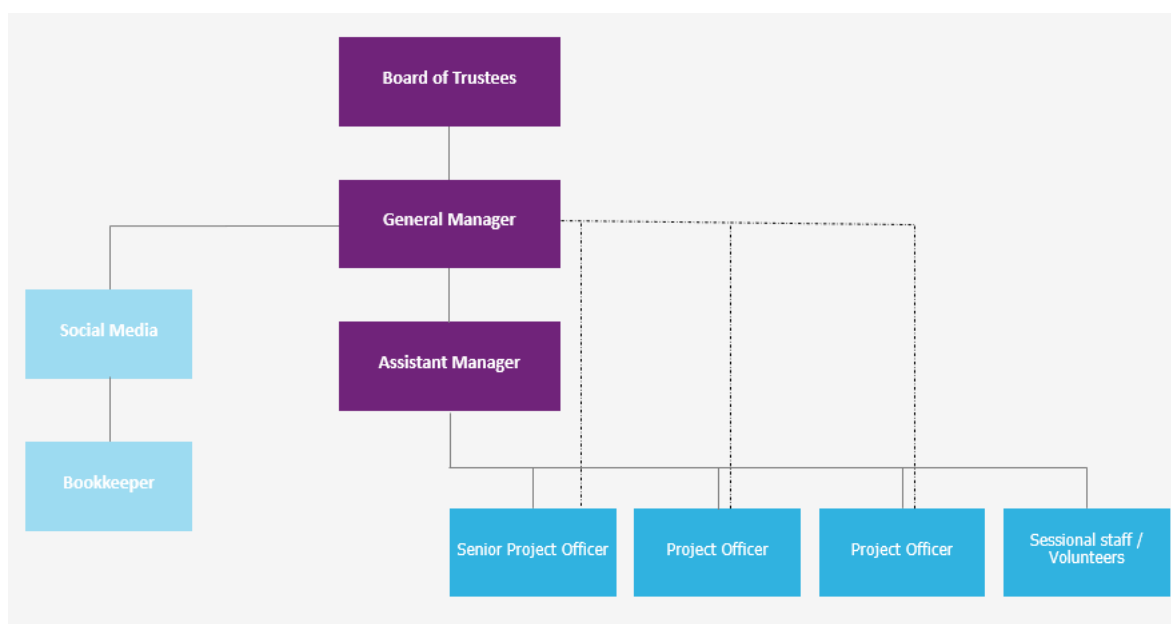 Board of Trustees
General Manager
Social Media
Assistant Manager
Bookkeeper
Senior Project Officer
Project Officer
Project Officer
Sessional staff /
Volunteers